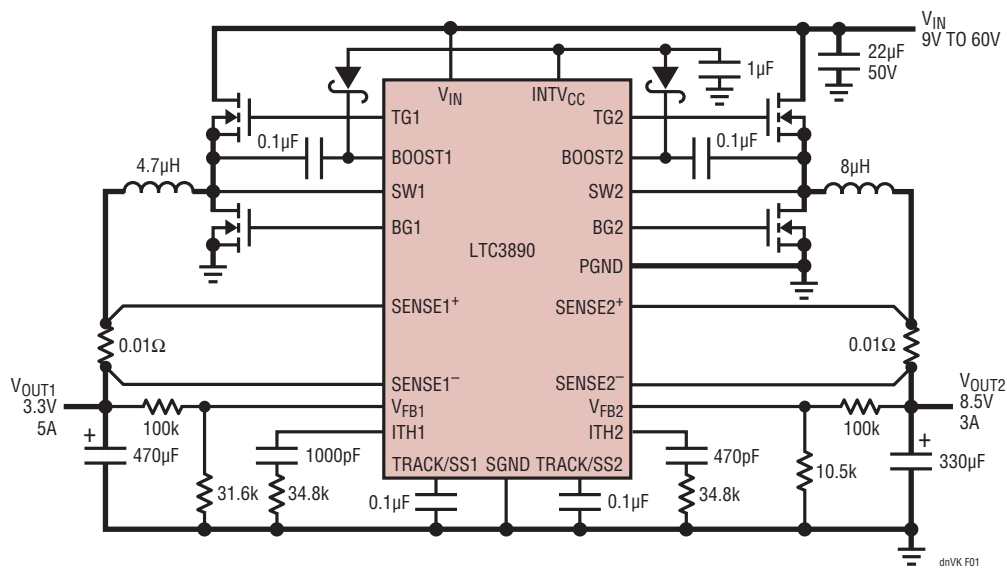 VIN
9V TO 60V
22µF
50V
1µF
VIN
INTVCC
TG1
TG2
0.1µF
0.1µF
BOOST1
BOOST2
4.7µH
8µH
SW1
SW2
BG1
BG2
LTC3890
PGND
SENSE1+
SENSE2+
0.01Ω
0.01Ω
SENSE1–
SENSE2–
VOUT1
3.3V
5A
VOUT2
8.5V
3A
VFB1
VFB2
100k
100k
ITH1
ITH2
470µF
1000pF
470pF
330µF
TRACK/SS1 SGND TRACK/SS2
31.6k
34.8k
0.1µF
0.1µF
34.8k
10.5k
dnVK F01